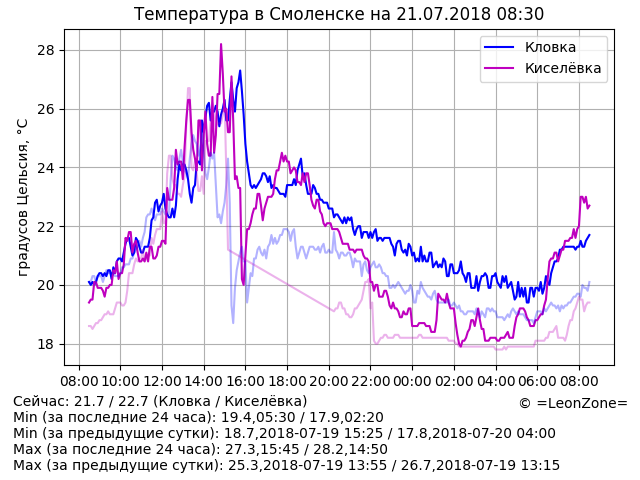 Температура в Смоленске на 21.07.2018 08:30
градусов Цельсия, °C
28
26
24
22
20
18
Кловка
Киселёвка
08:00 10:00 12:00 14:00 16:00 18:00 20:00 22:00 00:00 02:00 04:00 06:00 08:00
Сейчас: 21.7 / 22.7 (Кловка / Киселёвка)
© =LeonZone=
Min (за последние 24 часа): 19.4,05:30 / 17.9,02:20
Min (за предыдущие сутки): 18.7,2018-07-19 15:25 / 17.8,2018-07-20 04:00
Max (за последние 24 часа): 27.3,15:45 / 28.2,14:50
Max (за предыдущие сутки): 25.3,2018-07-19 13:55 / 26.7,2018-07-19 13:15